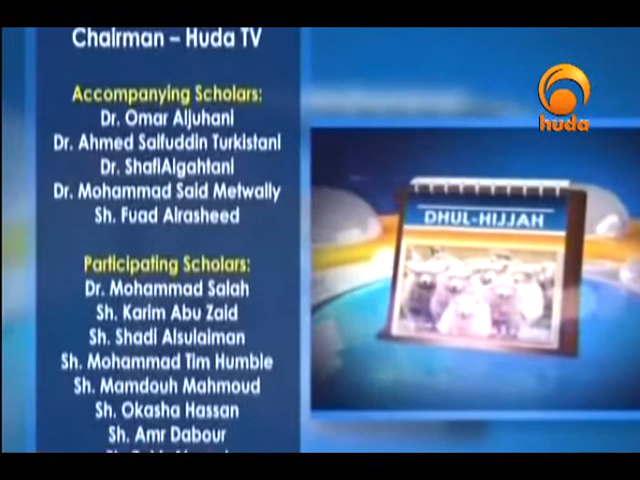 Chairman – Huda TV
Accompanying Scholars:
Dr. Omar Aljuhani
Dr. Ahmed Saifuddin Turkistani
Dr. ShafiAlgahtani
Dr. Mohammad Said Metwally
Sh. Fuad Alrasheed
Participating Scholars:
Dr. Mohammad Salah
Sh. Karim Abu Zaid
Sh. Shadi Alsulaiman
Sh. Mohammad Tim Humble
Sh. Mamdouh Mahmoud
Sh. Okasha Hassan
Sh. Amr Dabour
huda
DHUL-HIJJAH